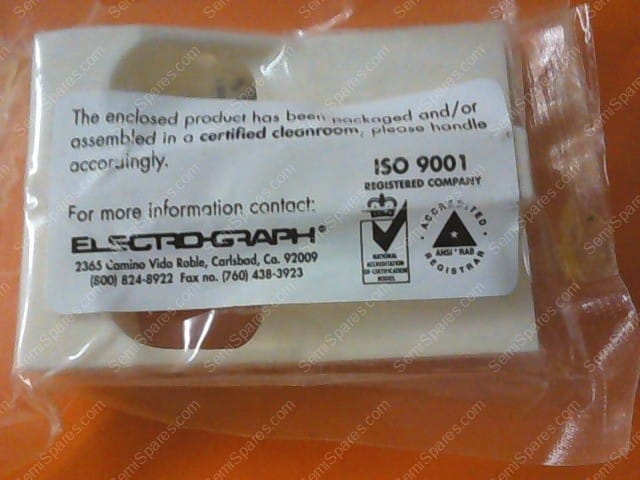 The enclosed product has been packaged and/or
assembled in a certified cleanroom, please handle
accordingly.
ISO 9001
REGISTERED COMPANY
For more information contact:
ELECTRO-GRAPH®
2365 Camino Vida Roble, Carlsbad, Ca. 92009
(800) 824-8922 Fax no. (760) 438-3923
NATIONAL
ACCREDITATION
OF CERTIFICATION
BODIES
ACCREDITED
ANSI * RAB
REGISTRAR
SemiSpares.com